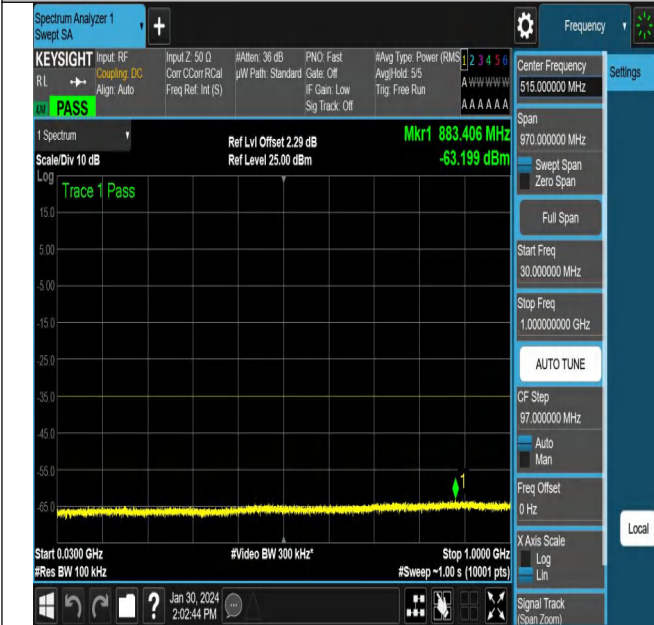 Spectrum Analyzer 1
Swept SA
Frequency
KEYSIGHT
Input: RF
Coupling: DC
Align: Auto
Input Z: 50 Ω
Corr CCorr RCal
Freq Ref: Int (S)
#Atten: 36 dB
µW Path: Standard
PNO: Fast
Gate: Off
IF Gain: Low
Sig Track: Off
#Avg Type: Power (RMS
Avg|Hold: 5/5
Trig: Free Run
1 2 3 4 5 6
A W W W W W
A A A A A A
R L
PASS
1 Spectrum
Scale/Div 10 dB
Ref Lvl Offset 2.29 dB
Ref Level 25.00 dBm
Mkr1 883.406 MHz
-63.199 dBm
Log
Trace 1 Pass
15.0
5.00
-5.00
-15.0
-25.0
-35.0
-45.0
-55.0
-65.0
1
Start 0.0300 GHz
#Video BW 300 kHz*
Stop 1.0000 GHz
#Res BW 100 kHz
#Sweep ~1.00 s (10001 pts)
Jan 30, 2024
2:02:44 PM
?
Center Frequency
515.000000 MHz
Settings
Span
970.000000 MHz
Swept Span
Zero Span
Full Span
Start Freq
30.000000 MHz
Stop Freq
1.000000000 GHz
AUTO TUNE
CF Step
97.000000 MHz
Auto
Man
Freq Offset
0 Hz
Local
X Axis Scale
Log
Lin
Signal Track
(Span Zoom)